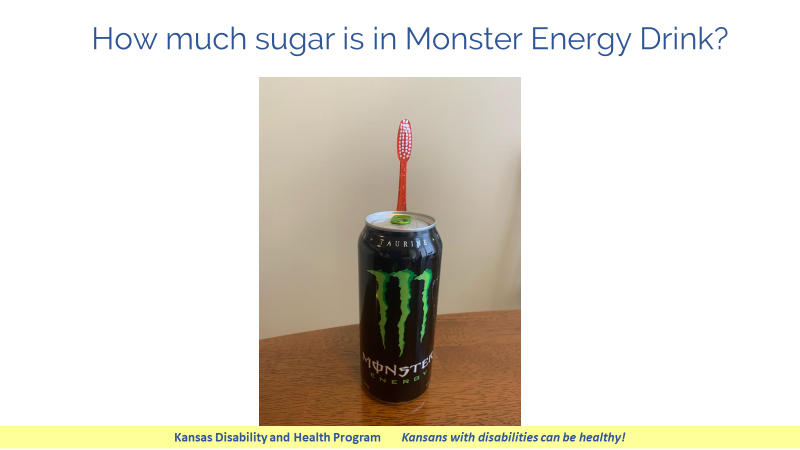 How much sugar is in Monster Energy Drink?
TAURINE
MONSTER
ENERGY
Kansas Disability and Health Program Kansans with disabilities can be healthy!